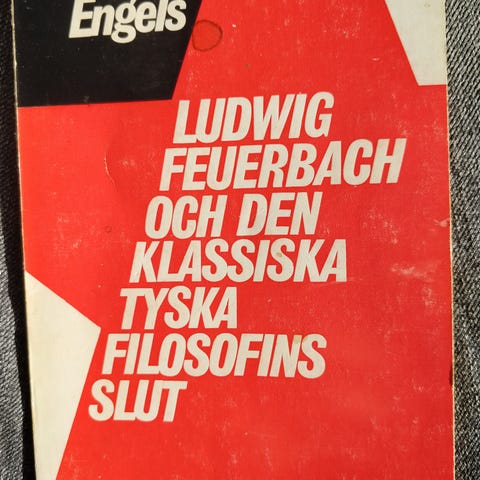 Engels
LUDWIG
FEUERBACH
OCH DEN
KLASSISKA
TYSKA
FILOSOFINS
SLUT